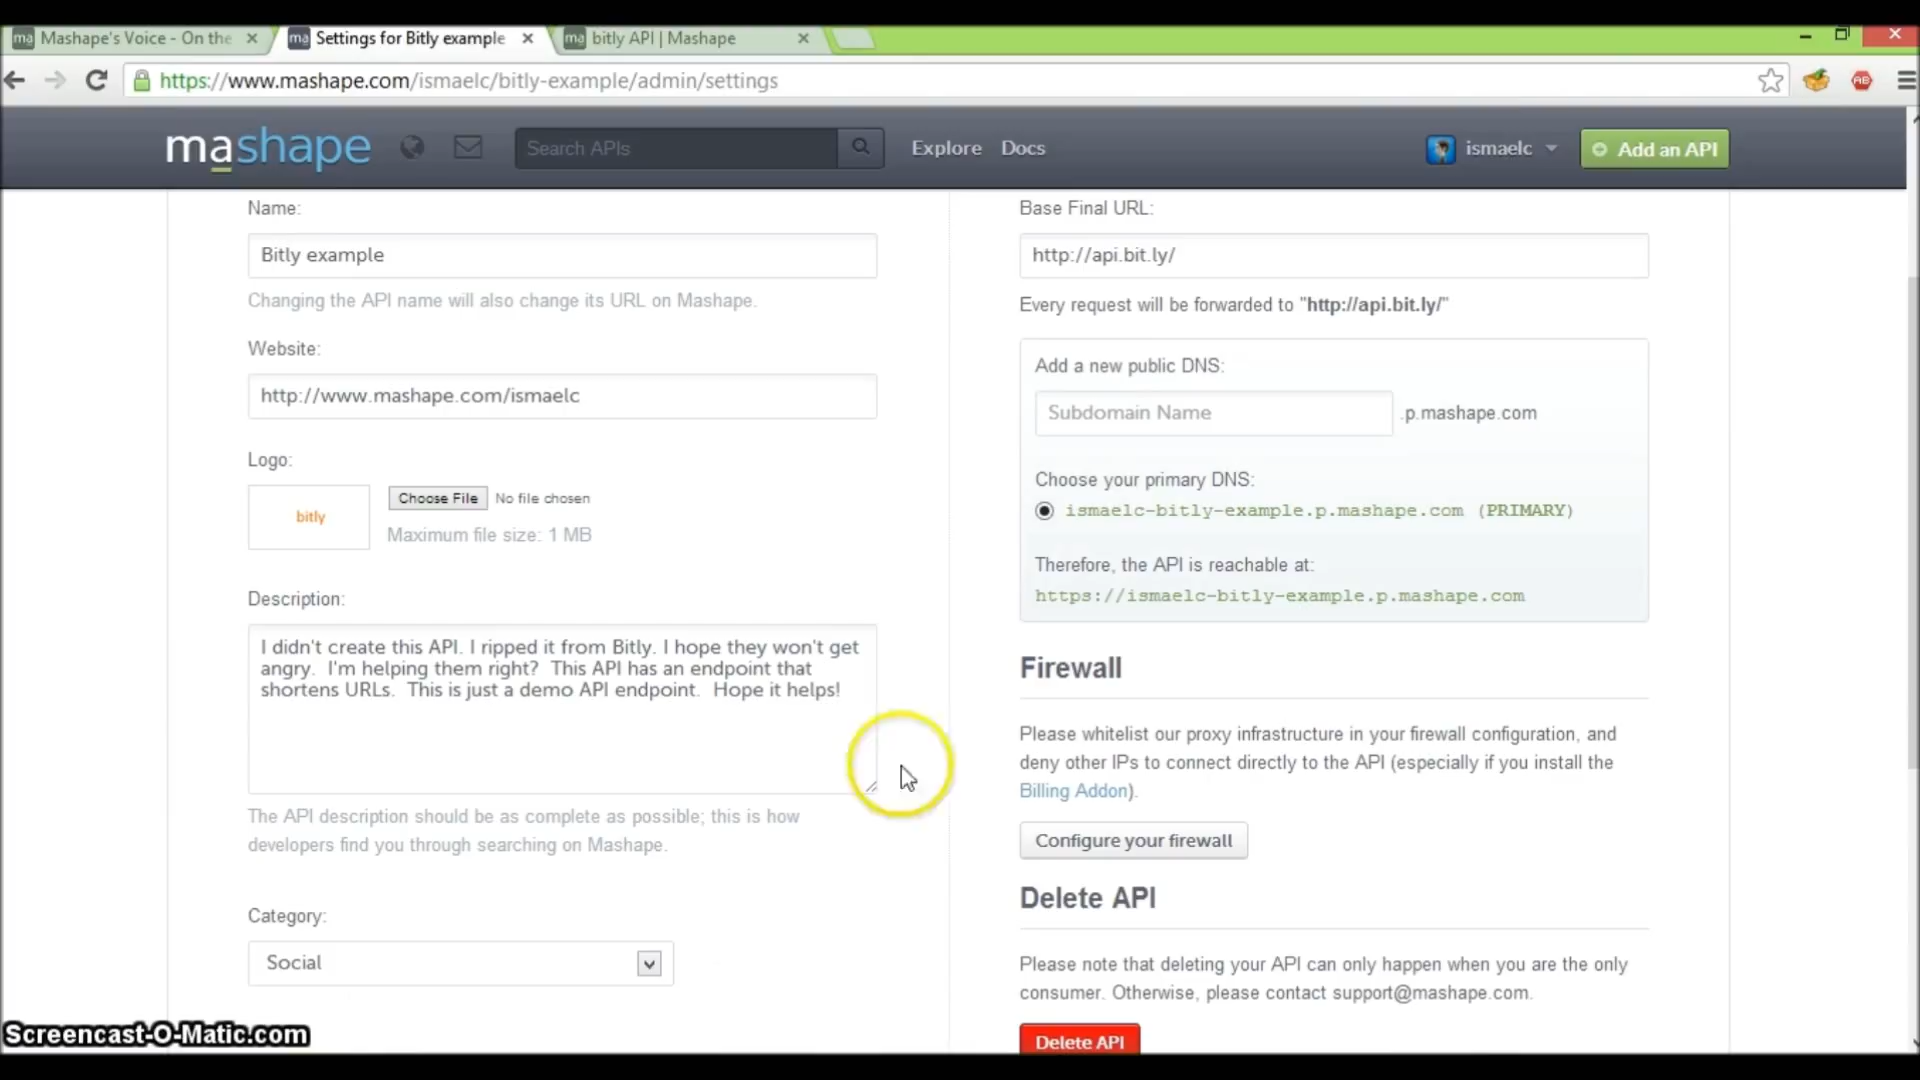 ma Mashape's Voice - On the
ma Settings for Bitly example
ma bitly API | Mashape
https://www.mashape.com/ismaelc/bitly-example/admin/settings
AB
mashape
Search APIs
Explore
Docs
ismaelc
Add an API
Name:
Bitly example
Changing the API name will also change its URL on Mashape.
Website:
http://www.mashape.com/ismaelc
Logo:
bitly
Choose File
No file chosen
Maximum file size: 1 MB
Description:
I didn't create this API. I ripped it from Bitly. I hope they won't get
angry.  I'm helping them right?  This API has an endpoint that
shortens URLs.  This is just a demo API endpoint.  Hope it helps!
The API description should be as complete as possible; this is how
developers find you through searching on Mashape.
Category:
Social
Base Final URL:
http://api.bit.ly/
Every request will be forwarded to "http://api.bit.ly/"
Add a new public DNS:
Subdomain Name
.p.mashape.com
Choose your primary DNS:
ismaelc-bitly-example.p.mashape.com (PRIMARY)
Therefore, the API is reachable at:
https://ismaelc-bitly-example.p.mashape.com
Firewall
Please whitelist our proxy infrastructure in your firewall configuration, and
deny other IPs to connect directly to the API (especially if you install the
Billing Addon).
Configure your firewall
Delete API
Please note that deleting your API can only happen when you are the only
consumer. Otherwise, please contact support@mashape.com.
Delete API
Screencast-O-Matic.com